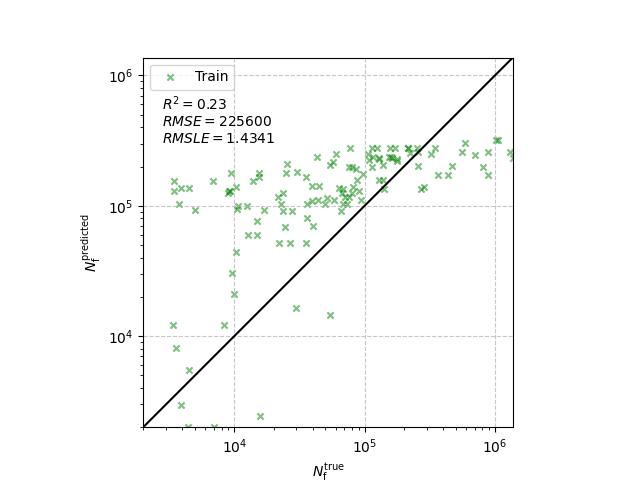 Train
R² = 0.23
RMSE = 225600
RMSLE = 1.4341
10⁶
10⁵
10⁴
N_f^predicted
10⁴ 10⁵ 10⁶
N_f^true